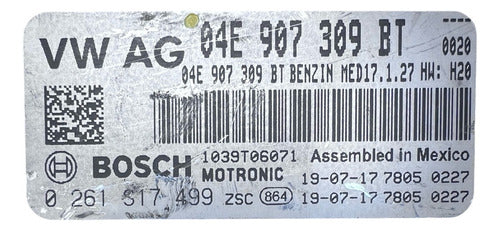 VW AG 04E 907 309 BT 0020
04E 907 309 BT BENZIN MED17.1.27 HW: H20
BOSCH 1039T06071 Assembled in Mexico
MOTRONIC 19-07-17 7805 0227
0 261 S17 499 ZSC 864 19-07-17 7805 0227